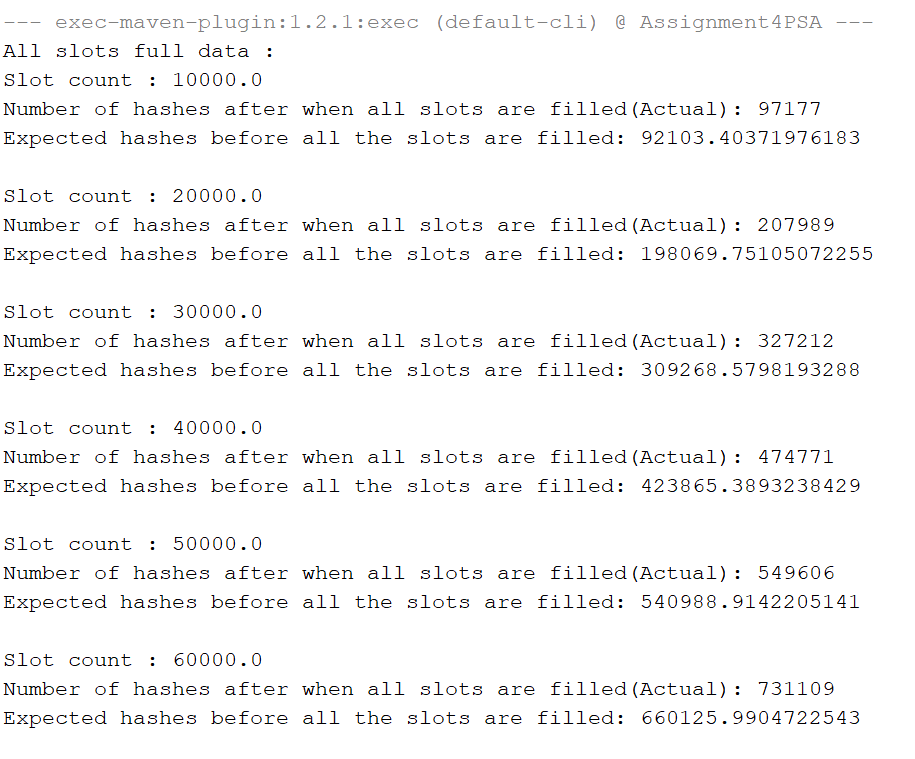 --- exec-maven-plugin:1.2.1:exec (default-cli) @ Assignment4PSA ---
All slots full data :
Slot count : 10000.0
Number of hashes after when all slots are filled(Actual): 97177
Expected hashes before all the slots are filled: 92103.40371976183
Slot count : 20000.0
Number of hashes after when all slots are filled(Actual): 207989
Expected hashes before all the slots are filled: 198069.75105072255
Slot count : 30000.0
Number of hashes after when all slots are filled(Actual): 327212
Expected hashes before all the slots are filled: 309268.5798193288
Slot count : 40000.0
Number of hashes after when all slots are filled(Actual): 474771
Expected hashes before all the slots are filled: 423865.3893238429
Slot count : 50000.0
Number of hashes after when all slots are filled(Actual): 549606
Expected hashes before all the slots are filled: 540988.9142205141
Slot count : 60000.0
Number of hashes after when all slots are filled(Actual): 731109
Expected hashes before all the slots are filled: 660125.9904722543